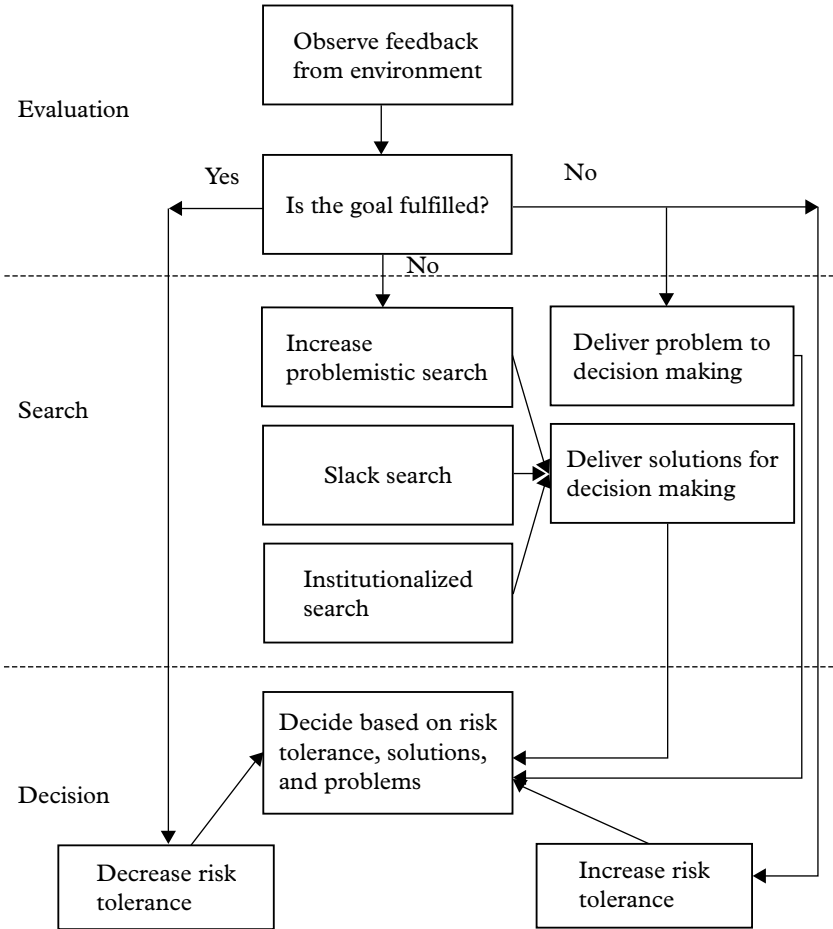 Observe feedback
from environment
Evaluation
Yes
No
Is the goal fulfilled?
No
Increase
problemistic search
Deliver problem to
decision making
Search
Slack search
Deliver solutions for
decision making
Institutionalized
search
Decide based on risk
tolerance, solutions,
and problems
Decision
Decrease risk
tolerance
Increase risk
tolerance